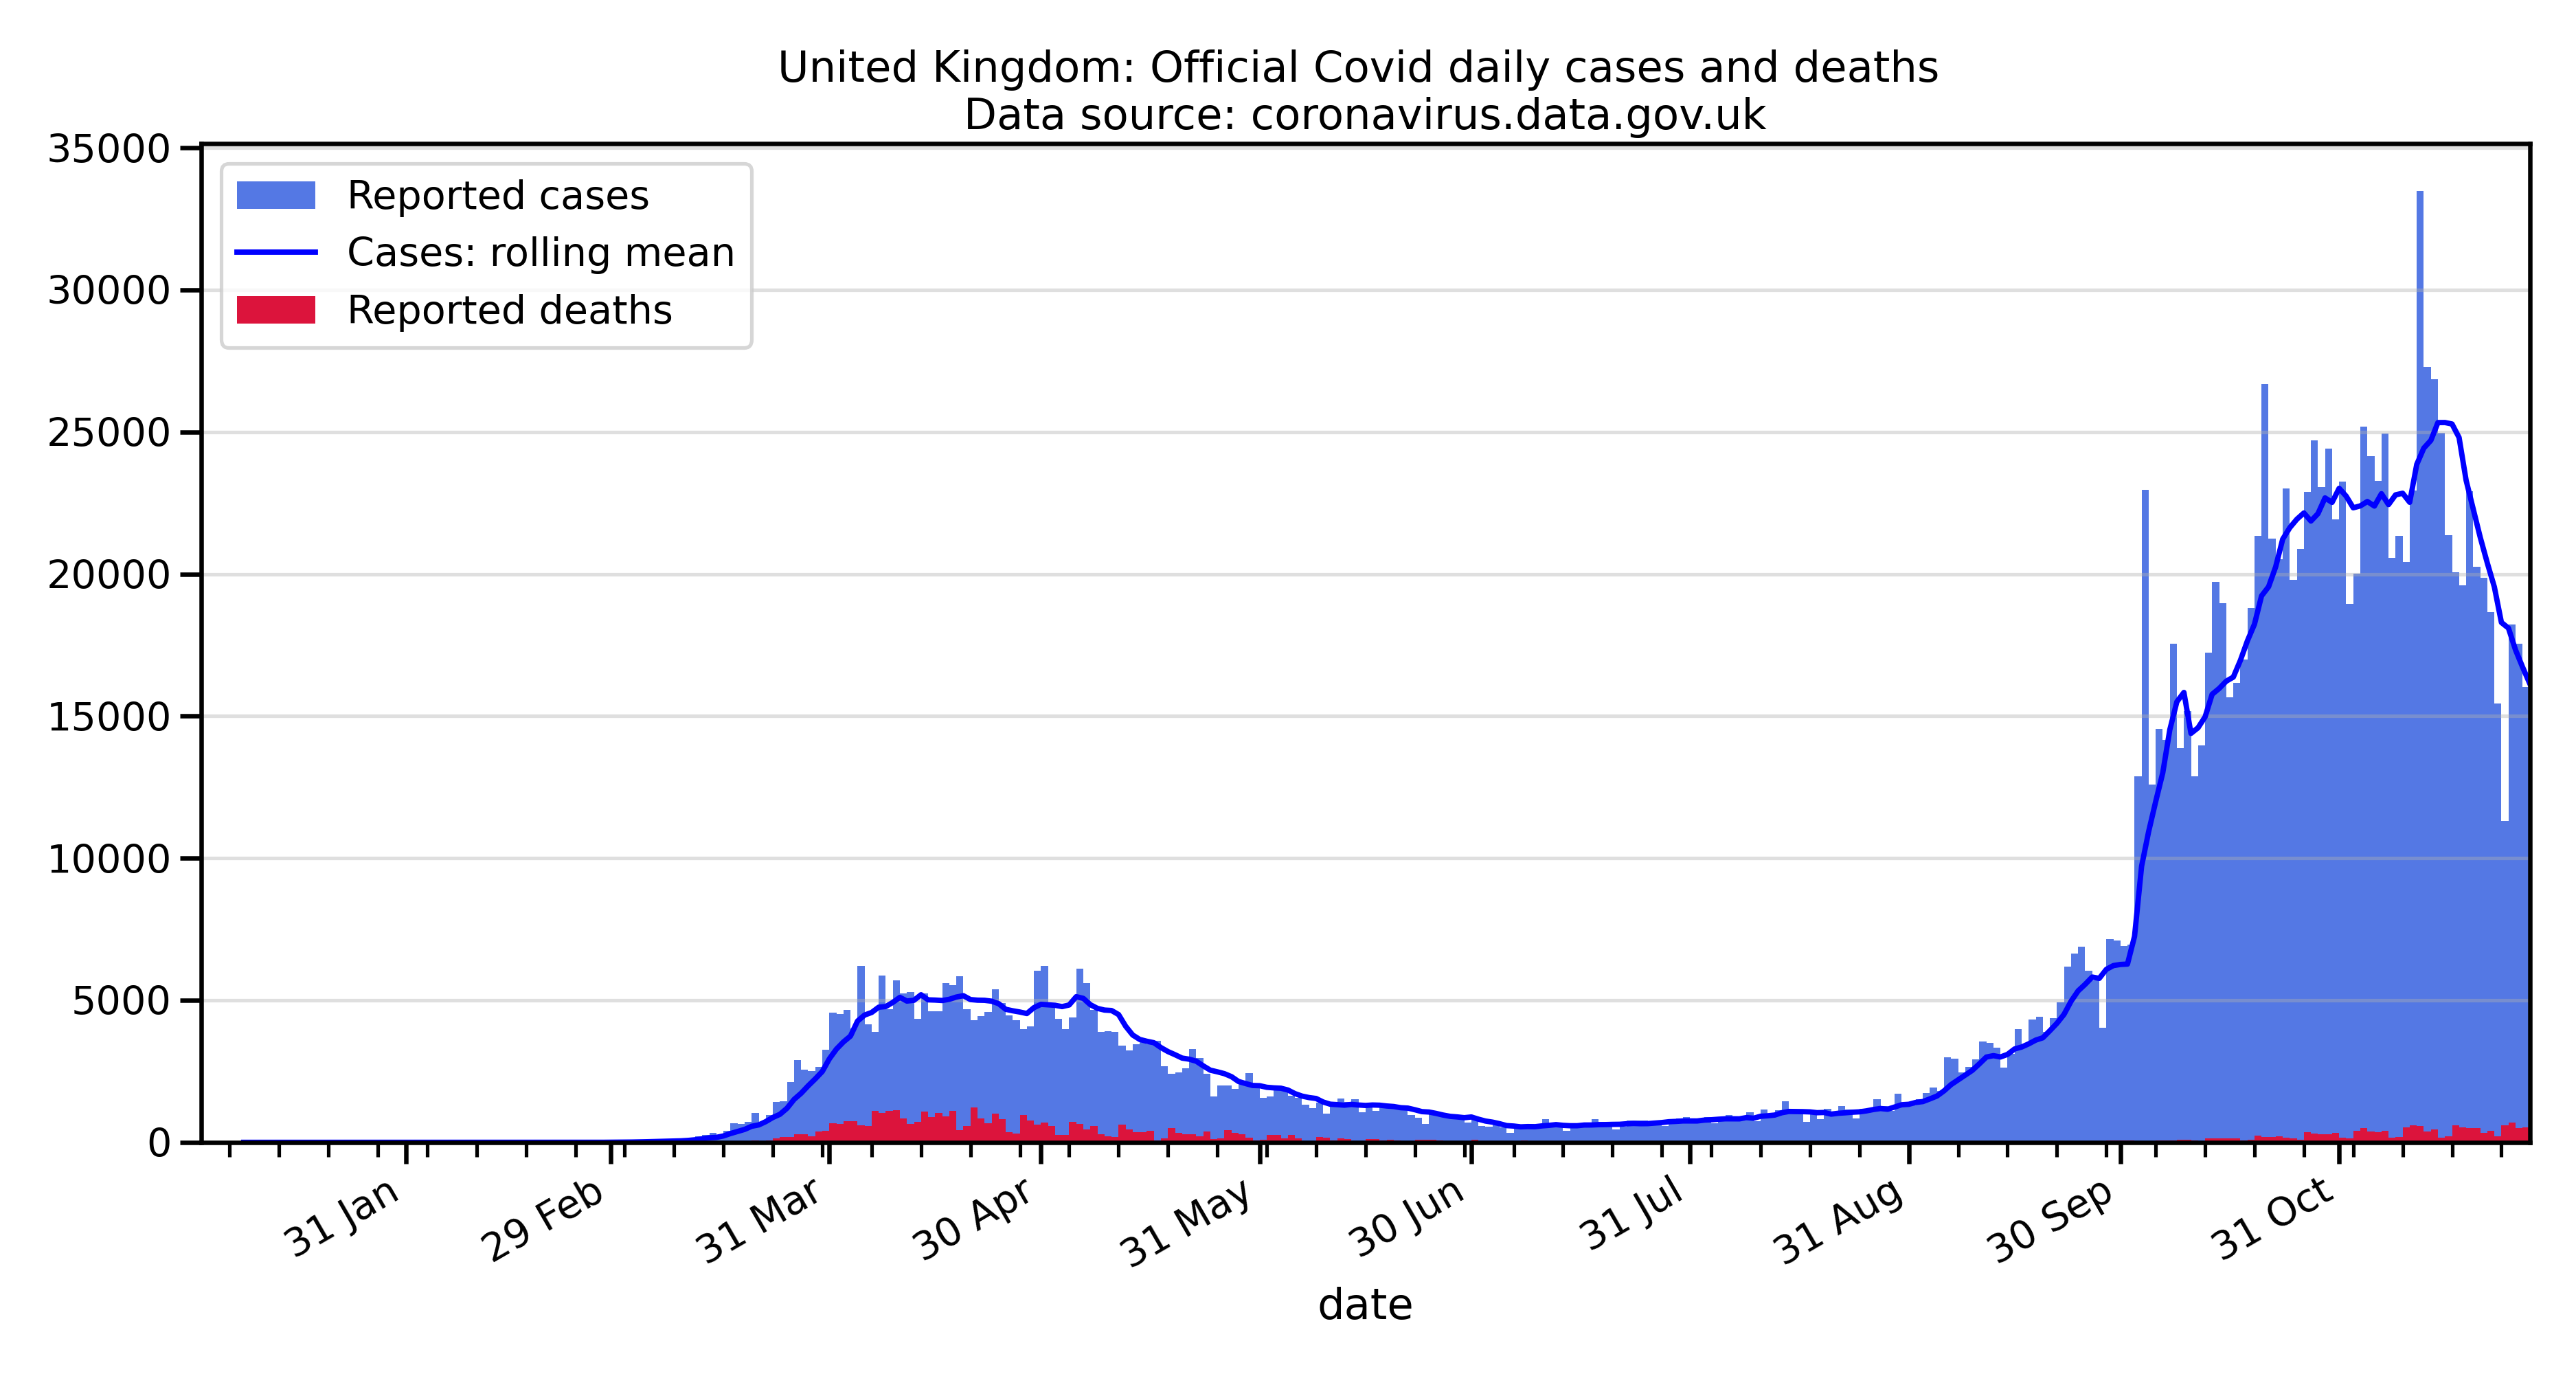 United Kingdom: Official Covid daily cases and deaths
Data source: coronavirus.data.gov.uk
35000
30000
25000
20000
15000
10000
5000
0
Reported cases
Cases: rolling mean
Reported deaths
31 Jan
29 Feb
31 Mar
30 Apr
31 May
30 Jun
31 Jul
31 Aug
30 Sep
31 Oct
date